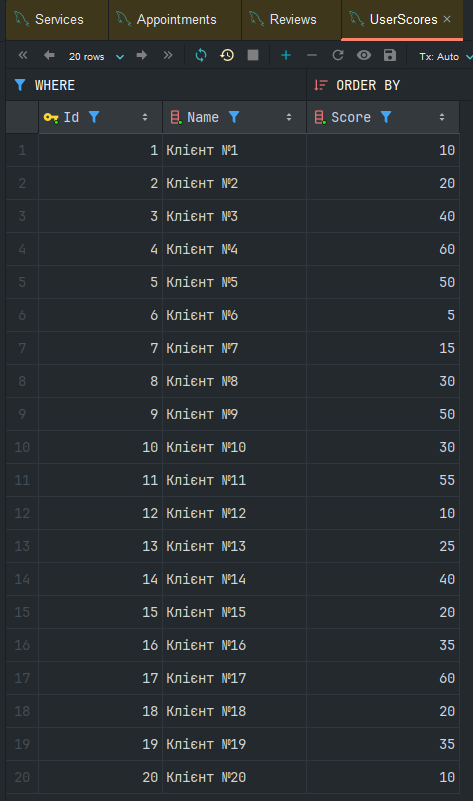 Services Appointments Reviews UserScores ×
20 rows Tx: Auto
WHERE ORDER BY
Id Name Score
1 1 Клієнт №1 10
2 2 Клієнт №2 20
3 3 Клієнт №3 40
4 4 Клієнт №4 60
5 5 Клієнт №5 50
6 6 Клієнт №6 5
7 7 Клієнт №7 15
8 8 Клієнт №8 30
9 9 Клієнт №9 50
10 10 Клієнт №10 30
11 11 Клієнт №11 55
12 12 Клієнт №12 10
13 13 Клієнт №13 25
14 14 Клієнт №14 40
15 15 Клієнт №15 20
16 16 Клієнт №16 35
17 17 Клієнт №17 60
18 18 Клієнт №18 20
19 19 Клієнт №19 35
20 20 Клієнт №20 10